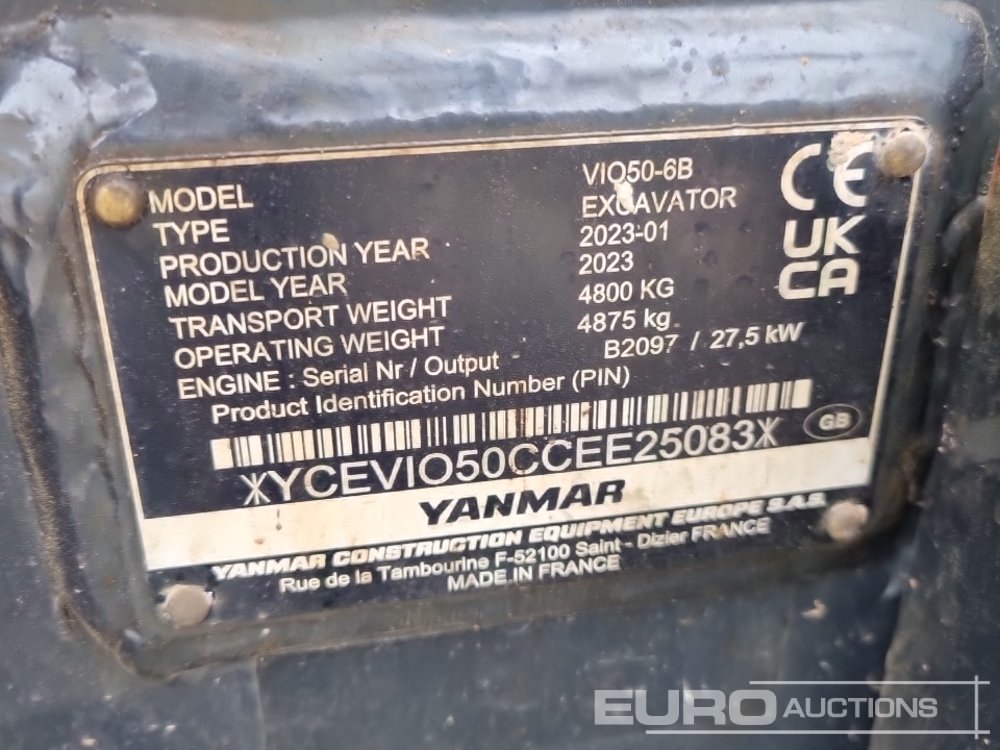 MODEL VIO50-6B
TYPE EXCAVATOR
PRODUCTION YEAR 2023-01
MODEL YEAR 2023
TRANSPORT WEIGHT 4800 KG
OPERATING WEIGHT 4875 kg
ENGINE : Serial Nr / Output B2097 / 27,5 kW
Product Identification Number (PIN)
CE
UK
CA
GB
*YCEVIO50CCEE25083*
YANMAR
YANMAR CONSTRUCTION EQUIPMENT EUROPE S.A.S.
Rue de la Tambourine F-52100 Saint - Dizier FRANCE
MADE IN FRANCE
EURO AUCTIONS